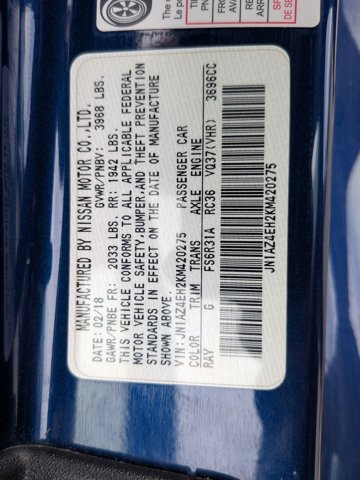 MANUFACTURED BY NISSAN MOTOR CO.,LTD.
DATE: 02/18 GVWR/PNBV: 3968 LBS.
GAWR/PNBE FR: 2033 LBS. RR: 1942 LBS.
THIS VEHICLE CONFORMS TO ALL APPLICABLE FEDERAL
MOTOR VEHICLE SAFETY,BUMPER,AND THEFT PREVENTION
STANDARDS IN EFFECT ON THE DATE OF MANUFACTURE
SHOWN ABOVE.
VIN: JN1AZ4EH2KM420275 PASSENGER CAR
COLOR TRIM TRANS AXLE ENGINE
RAY G FS6R31A RC36 VQ37(VHR) 3696CC
JN1AZ4EH2KM420275